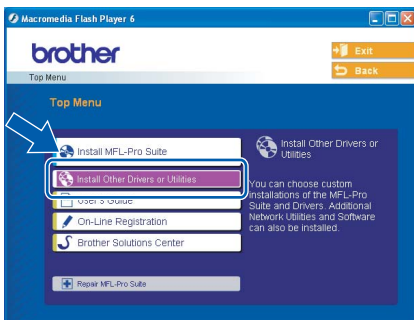 Macromedia Flash Player 6
brother
Exit
Back
Top Menu
Top Menu
Install MFL-Pro Suite
Install Other Drivers or Utilities
User's Guide
On-Line Registration
Brother Solutions Center
Repair MFL-Pro Suite
Install Other Drivers or
Utilities
You can choose custom
installations of the MFL-Pro
Suite and Drivers. Additional
Network Utilities and Software
can also be installed.